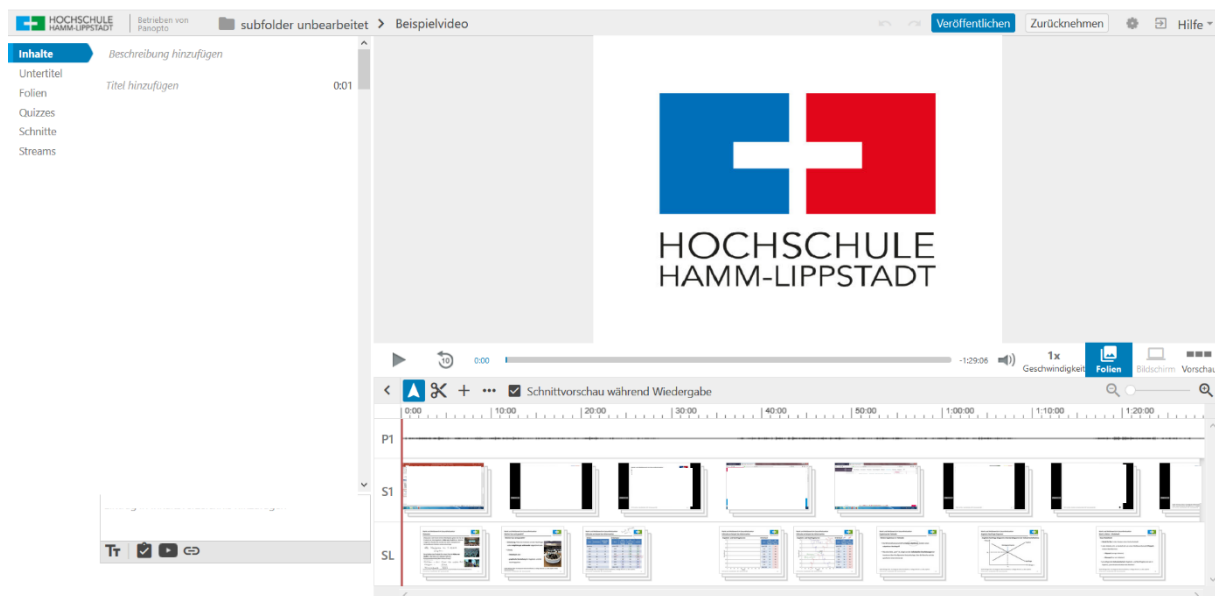 HOCHSCHULE
HAMM-LIPPSTADT
Betrieben von
Panopto
subfolder unbearbeitet
Beispielvideo
Veröffentlichen
Zurücknehmen
Hilfe
Inhalte
Untertitel
Folien
Quizzes
Schnitte
Streams
Beschreibung hinzufügen
Titel hinzufügen 0:01
HOCHSCHULE
HAMM-LIPPSTADT
10
0:00
-1:29:06
1x
Geschwindigkeit
Folien
Bildschirm
Vorschau
Schnittvorschau während Wiedergabe
0:00 10:00 20:00 30:00 40:00 50:00 1:00:00 1:10:00 1:20:00
P1
S1
SL
TT